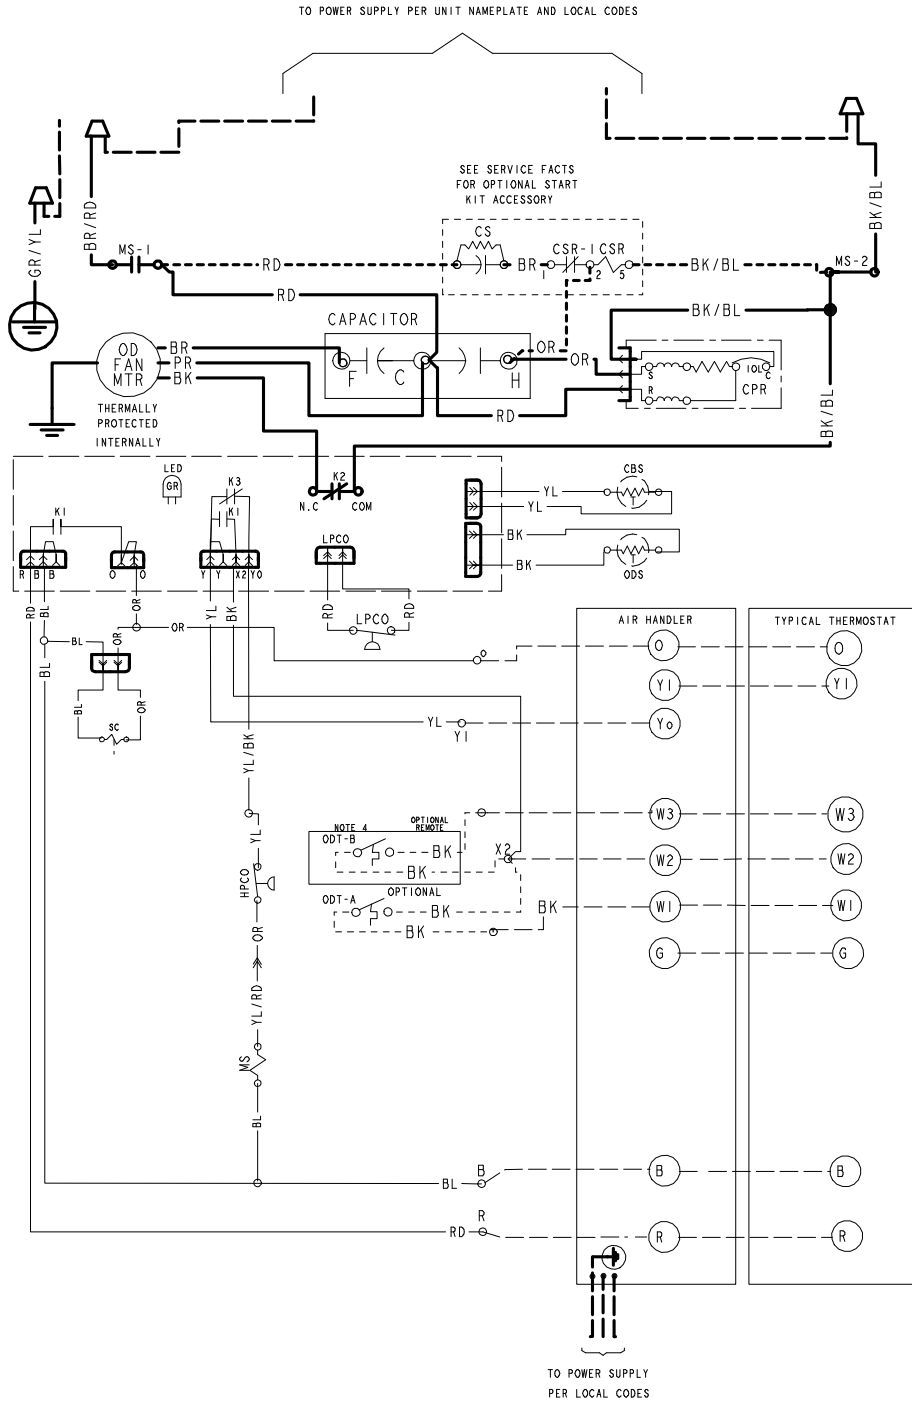 TO POWER SUPPLY PER UNIT NAMEPLATE AND LOCAL CODES
SEE SERVICE FACTS
FOR OPTIONAL START
KIT ACCESSORY
GR/YL
BR/RD
BK/BL
MS-1
RD
CS
BR
CSR-1 CSR
1
2
5
BK/BL
MS-2
RD
BK/BL
CAPACITOR
F
C
H
OR
OR
S
R
IOL
C
CPR
RD
BK/BL
OD
FAN
MTR
BR
PR
BK
THERMALLY
PROTECTED
INTERNALLY
LED
GR
K3
K1
K1
K2
N.C
COM
LPCO
R B B
O O
Y Y X2 YO
YL
YL
CBS
BK
BK
ODS
RD
BL
OR
YL
BK
RD
LPCO
RD
BL
OR
OR
O
BL
BL
OR
SC
YL
Y1
YL/BK
YL
HPCO
OR
YL/RD
MS
BL
NOTE 4
OPTIONAL
REMOTE
ODT-B
BK
BK
X2
ODT-A
OPTIONAL
BK
BK
BK
BL
B
RD
R
AIR HANDLER
O
Y1
Yo
W3
W2
W1
G
B
R
TYPICAL THERMOSTAT
O
Y1
W3
W2
W1
G
B
R
TO POWER SUPPLY
PER LOCAL CODES